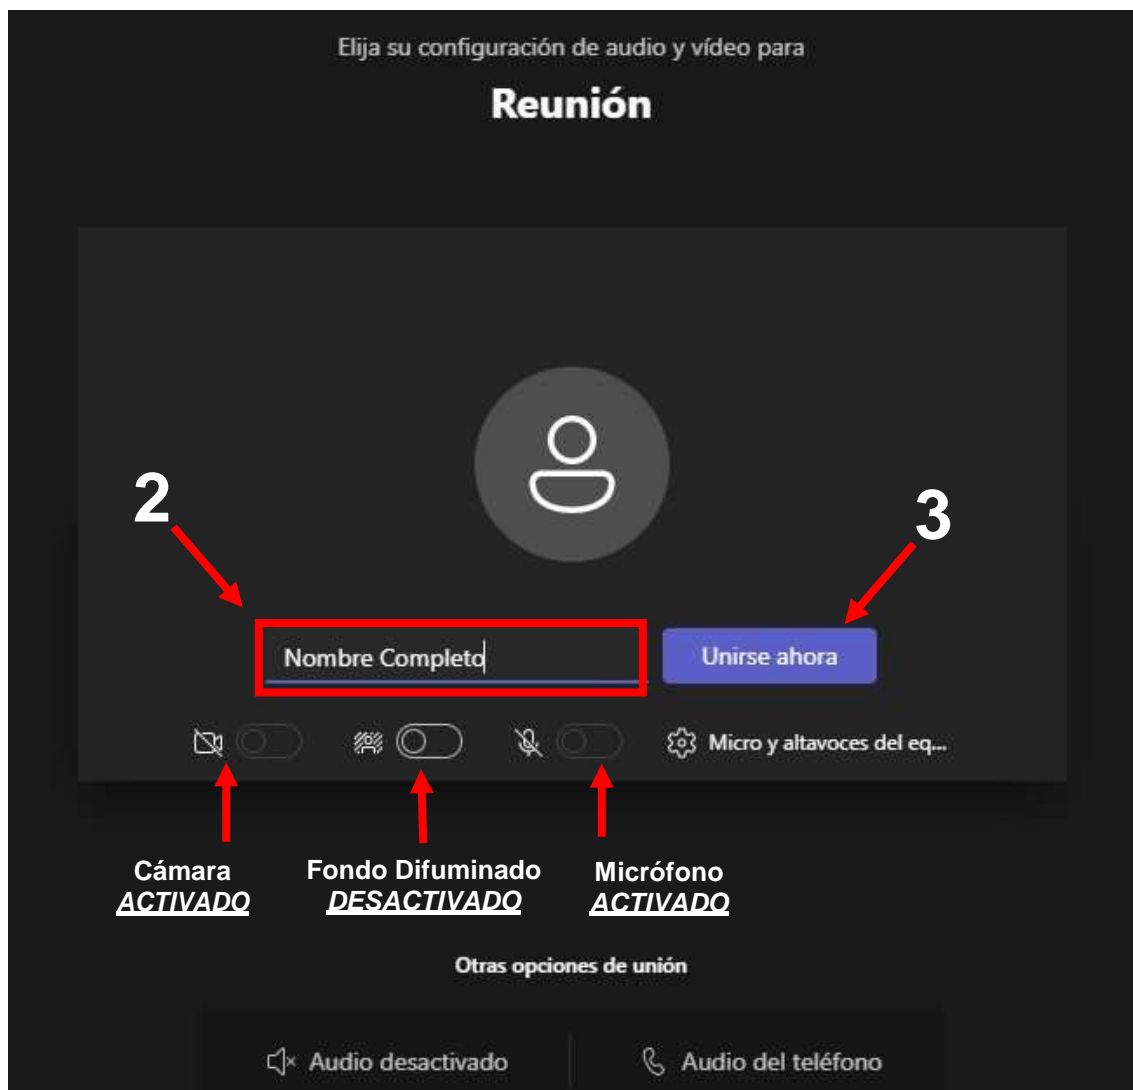 Elija su configuración de audio y vídeo para
Reunión
2
3
Nombre Completo
Unirse ahora
Micro y altavoces del eq...
Cámara
ACTIVADO
Fondo Difuminado
DESACTIVADO
Micrófono
ACTIVADO
Otras opciones de unión
Audio desactivado
Audio del teléfono